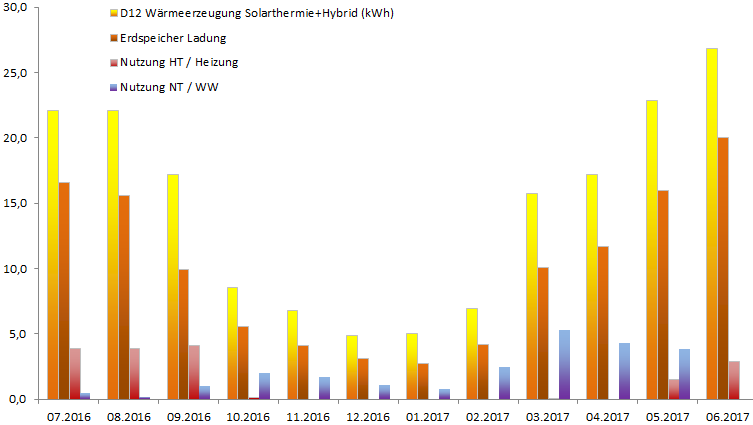 30,0
D12 Wärmeerzeugung Solarthermie+Hybrid (kWh)
Erdspeicher Ladung
25,0
Nutzung HT / Heizung
Nutzung NT / WW
20,0
15,0
10,0
5,0
0,0
07.2016 08.2016 09.2016 10.2016 11.2016 12.2016 01.2017 02.2017 03.2017 04.2017 05.2017 06.2017